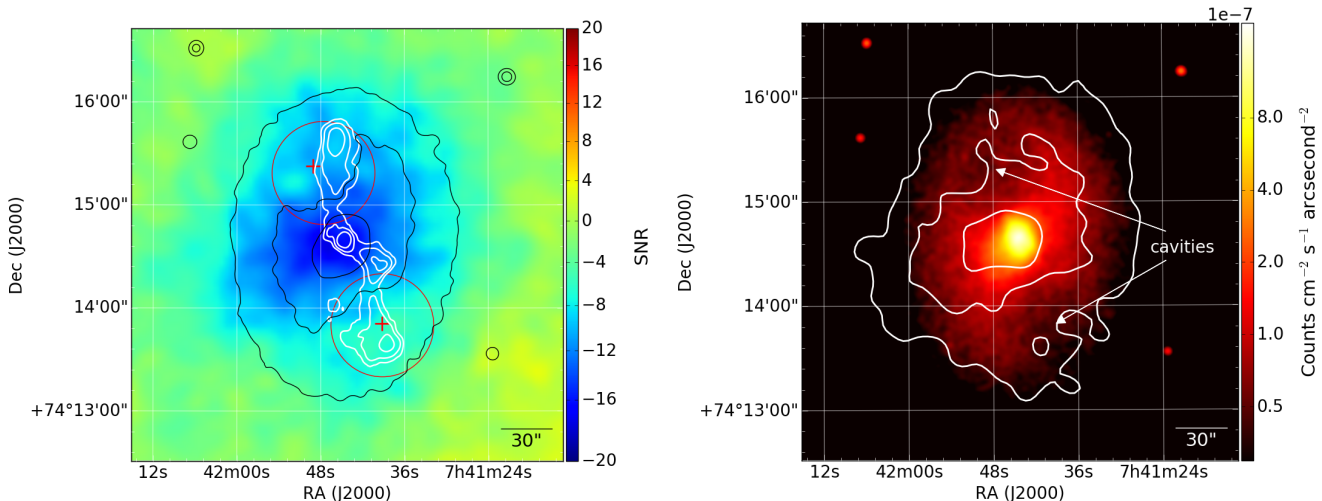 16'00"
15'00"
14'00"
+74°13'00"
Dec (J2000)
12s
42m00s
48s
36s
7h41m24s
RA (J2000)
30"
20
16
12
8
4
0
−4
−8
−12
−16
−20
SNR
1e-7
16'00"
15'00"
14'00"
+74°13'00"
Dec (J2000)
cavities
12s
42m00s
48s
36s
7h41m24s
RA (J2000)
30"
8.0
4.0
2.0
1.0
0.5
Counts cm⁻² s⁻¹ arcsecond⁻²